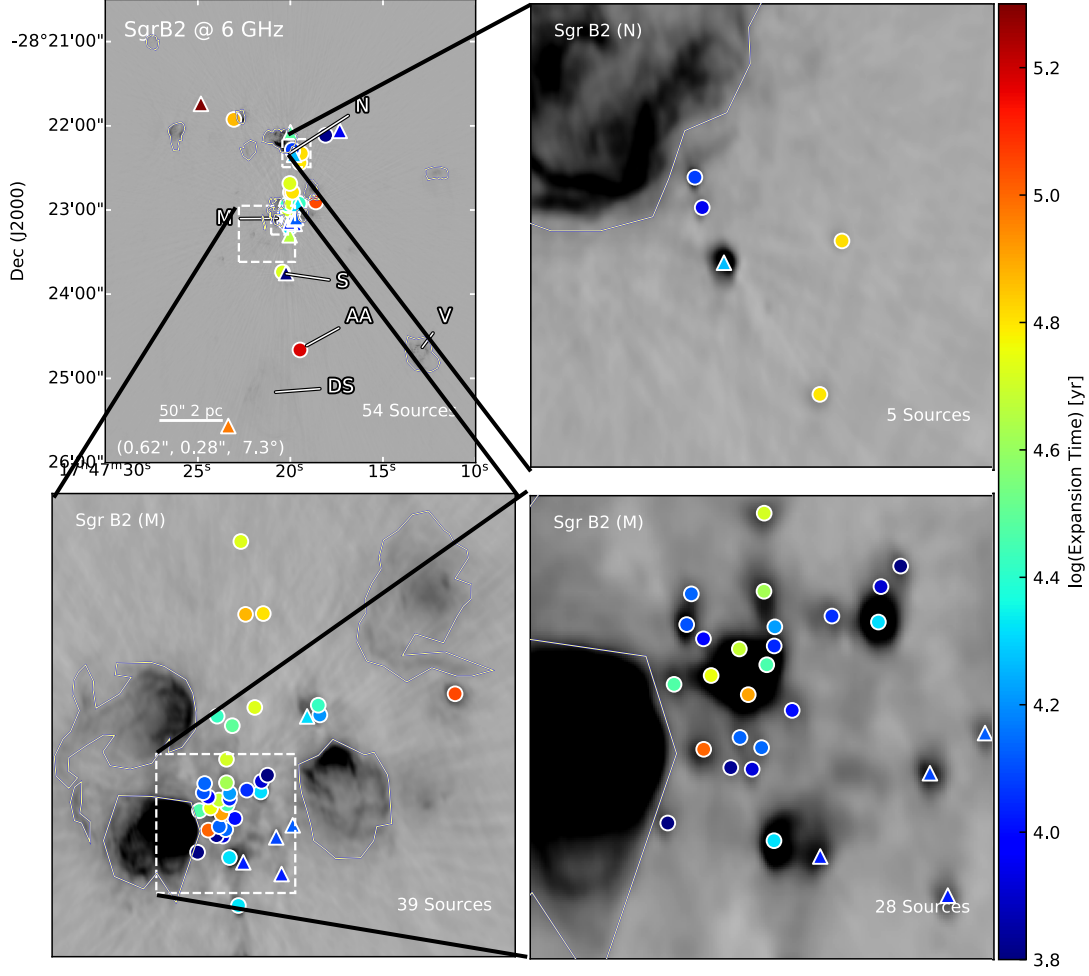 SgrB2 @ 6 GHz
-28°21'00"
22'00"
23'00"
24'00"
25'00"
26'00"
Dec (J2000)
N
M
S
AA
V
DS
54 Sources
50" 2 pc
(0.62", 0.28", 7.3°)
17ʰ47ᵐ30ˢ
25ˢ
20ˢ
15ˢ
10ˢ
Sgr B2 (N)
5 Sources
Sgr B2 (M)
39 Sources
Sgr B2 (M)
28 Sources
5.2
5.0
4.8
4.6
4.4
4.2
4.0
3.8
log(Expansion Time) [yr]